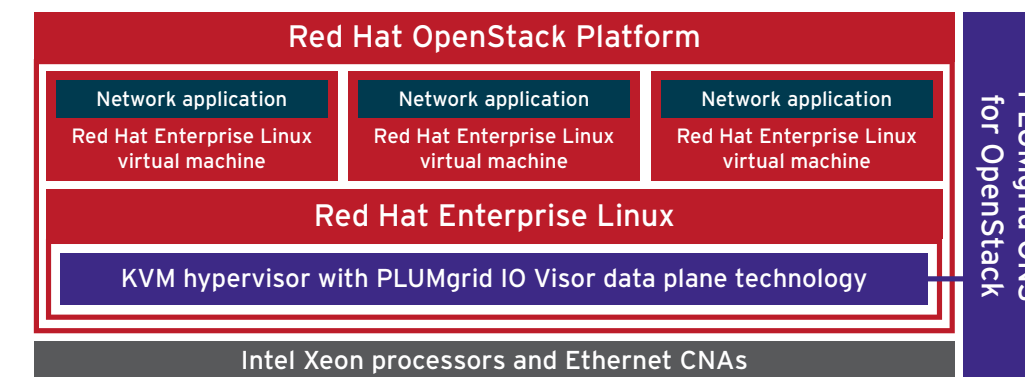 Red Hat OpenStack Platform
Network application
Red Hat Enterprise Linux
virtual machine
Network application
Red Hat Enterprise Linux
virtual machine
Network application
Red Hat Enterprise Linux
virtual machine
Red Hat Enterprise Linux
KVM hypervisor with PLUMgrid IO Visor data plane technology
Intel Xeon processors and Ethernet CNAs
for OpenStack